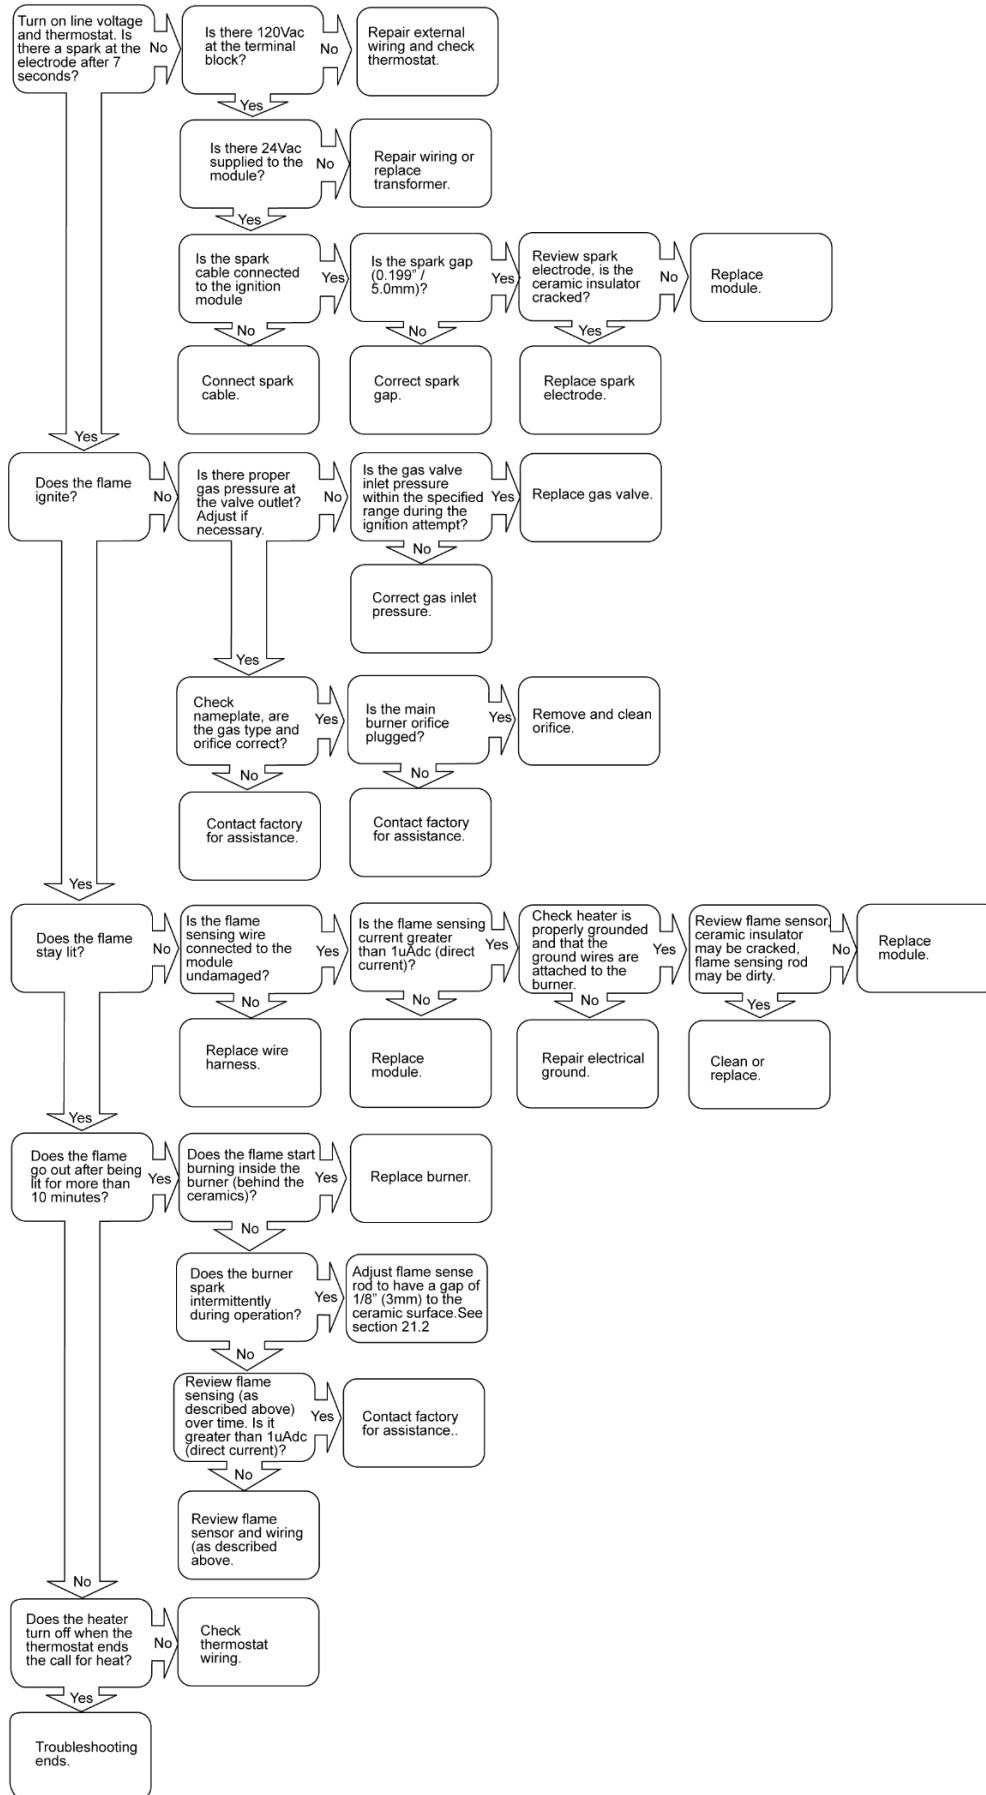 Turn on line voltage
and thermostat. Is
there a spark at the
electrode after 7
seconds?
No
Is there 120Vac
at the terminal
block?
No
Repair external
wiring and check
thermostat.
Yes
Is there 24Vac
supplied to the
module?
No
Repair wiring or
replace
transformer.
Yes
Is the spark
cable connected
to the ignition
module
Yes
Is the spark gap
(0.199” /
5.0mm)?
Yes
Review spark
electrode, is the
ceramic insulator
cracked?
No
Replace
module.
No
No
Yes
Connect spark
cable.
Correct spark
gap.
Replace spark
electrode.
Yes
Does the flame
ignite?
No
Is there proper
gas pressure at
the valve outlet?
Adjust if
necessary.
No
Is the gas valve
inlet pressure
within the specified
range during the
ignition attempt?
Yes
Replace gas valve.
No
Correct gas inlet
pressure.
Yes
Check
nameplate, are
the gas type and
orifice correct?
Yes
Is the main
burner orifice
plugged?
Yes
Remove and clean
orifice.
No
No
Contact factory
for assistance.
Contact factory
for assistance.
Yes
Does the flame
stay lit?
No
Is the flame
sensing wire
connected to the
module
undamaged?
Yes
Is the flame sensing
current greater
than 1uAdc (direct
current)?
Yes
Check heater is
properly grounded
and that the
ground wires are
attached to the
burner.
Yes
Review flame sensor,
ceramic insulator
may be cracked,
flame sensing rod
may be dirty.
No
Replace
module.
No
No
No
Yes
Replace wire
harness.
Replace
module.
Repair electrical
ground.
Clean or
replace.
Yes
Does the flame
go out after being
lit for more than
10 minutes?
Yes
Does the flame start
burning inside the
burner (behind the
ceramics)?
Yes
Replace burner.
No
Does the burner
spark
intermittently
during operation?
Yes
Adjust flame sense
rod to have a gap of
1/8” (3mm) to the
ceramic surface.See
section 21.2
No
Review flame
sensing (as
described above)
over time. Is it
greater than 1uAdc
(direct current)?
Yes
Contact factory
for assistance..
No
Review flame
sensor and wiring
(as described
above.
No
Does the heater
turn off when the
thermostat ends
the call for heat?
No
Check
thermostat
wiring.
Yes
Troubleshooting
ends.